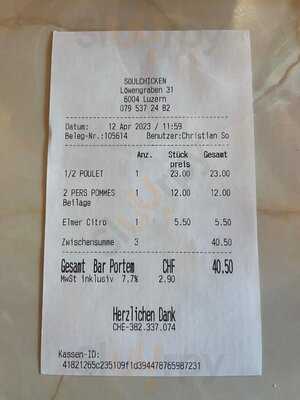 SOULCHICKEN
Löwengraben 31
6004 Luzern
079 537 24 82
Datum: 12 Apr 2023 / 11:59
Beleg-Nr.:105614 Benutzer:Christian So
Anz. Stück Gesamt
preis
1/2 POULET 1 23.00 23.00
2 PERS POMMES 1 12.00 12.00
Beilage
Elmer Citro 1 5.50 5.50
Zwischensumme 3 40.50
Gesamt Bar Portem CHF 40.50
MwSt inklusiv 7.7% 2.90
Herzlichen Dank
CHE-382.337.074
Kassen-ID:
41821265c235109f1d394478765987231